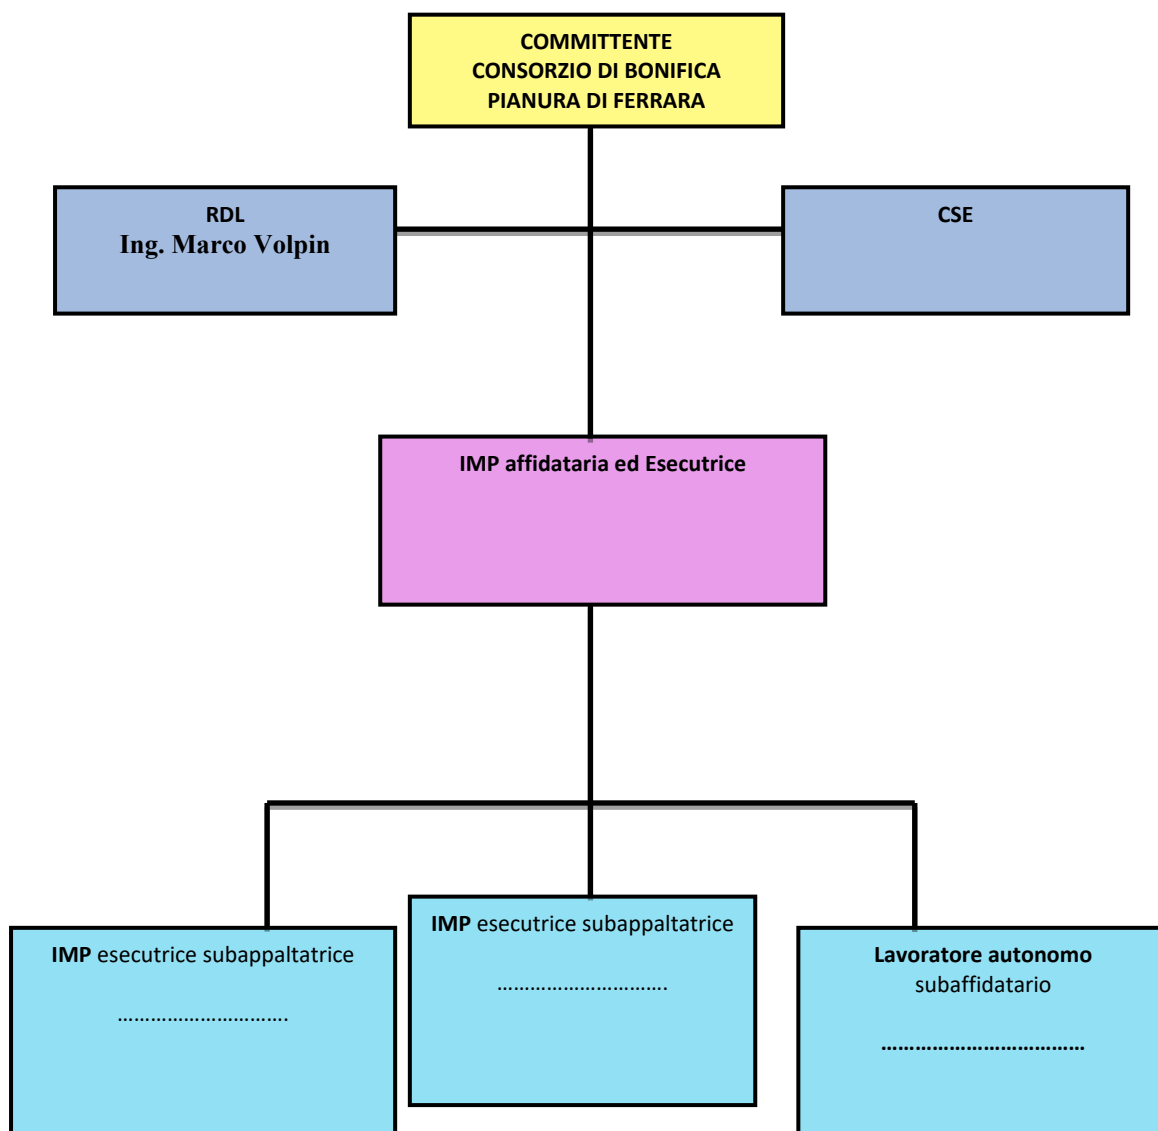 COMMITTENTE
CONSORZIO DI BONIFICA
PIANURA DI FERRARA
RDL
Ing. Marco Volpin
CSE
IMP affidataria ed Esecutrice
IMP esecutrice subappaltatrice
………………………….
IMP esecutrice subappaltatrice
………………………….
Lavoratore autonomo
subaffidatario
………………………………